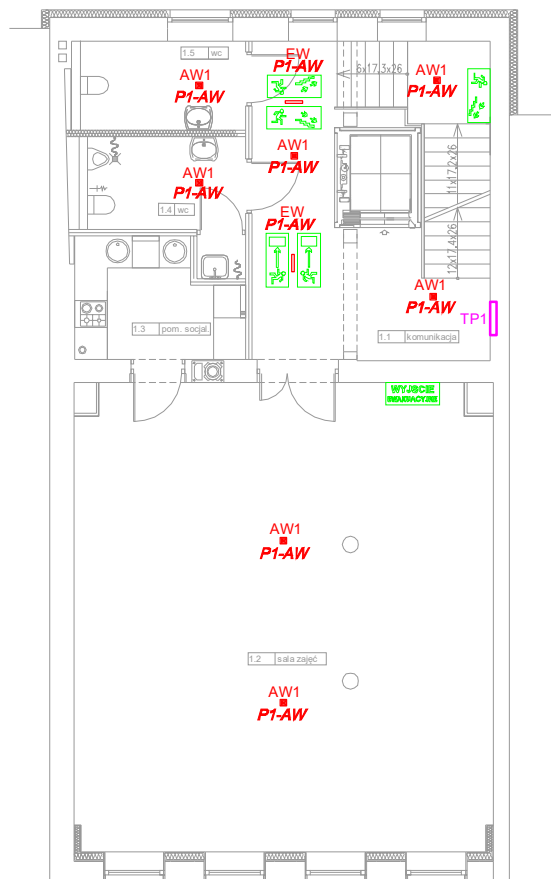 1.5 wc
EW
P1-AW
6x17,3x26
AW1
P1-AW
AW1
P1-AW
AW1
P1-AW
11x17,2x26
AW1
P1-AW
1.4 wc
EW
P1-AW
12x17,4x26
AW1
P1-AW
TP1
1.3 pom. socjal.
1.1 komunikacja
WYJSCIE
EWAKUACYJNE
AW1
P1-AW
1.2 sala zajęć
AW1
P1-AW